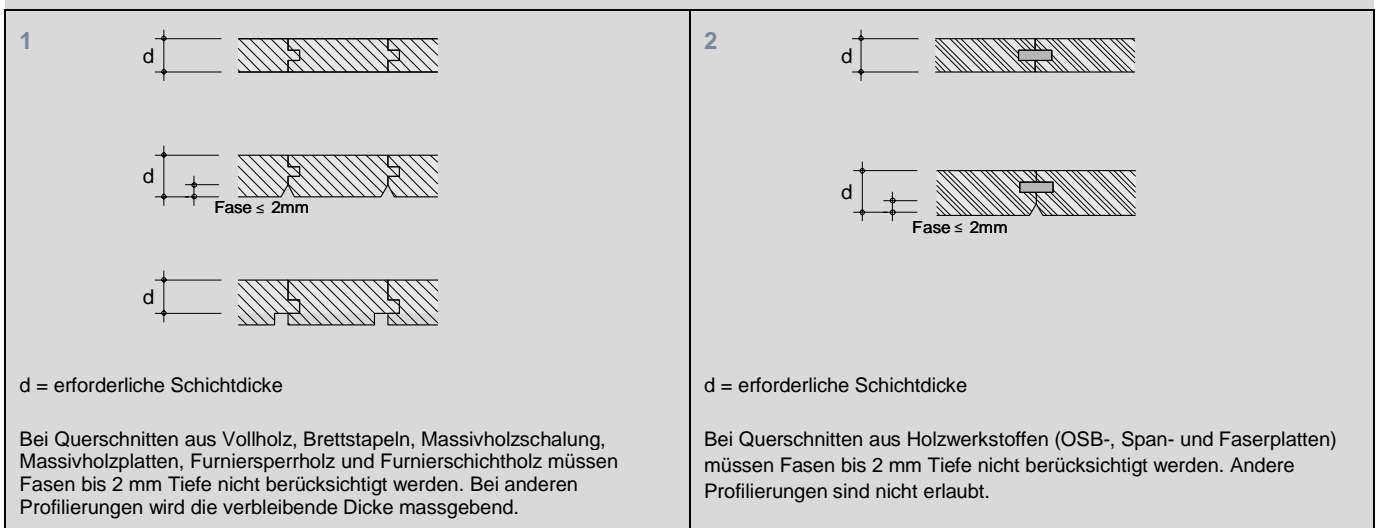 1
d
d
Fase ≤ 2mm
d
d = erforderliche Schichtdicke
Bei Querschnitten aus Vollholz, Brettstapeln, Massivholzschalung,
Massivholzplatten, Furniersperrholz und Furnierschichtholz müssen
Fasen bis 2 mm Tiefe nicht berücksichtigt werden. Bei anderen
Profilierungen wird die verbleibende Dicke massgebend.
2
d
d
Fase ≤ 2mm
d = erforderliche Schichtdicke
Bei Querschnitten aus Holzwerkstoffen (OSB-, Span- und Faserplatten)
müssen Fasen bis 2 mm Tiefe nicht berücksichtigt werden. Andere
Profilierungen sind nicht erlaubt.